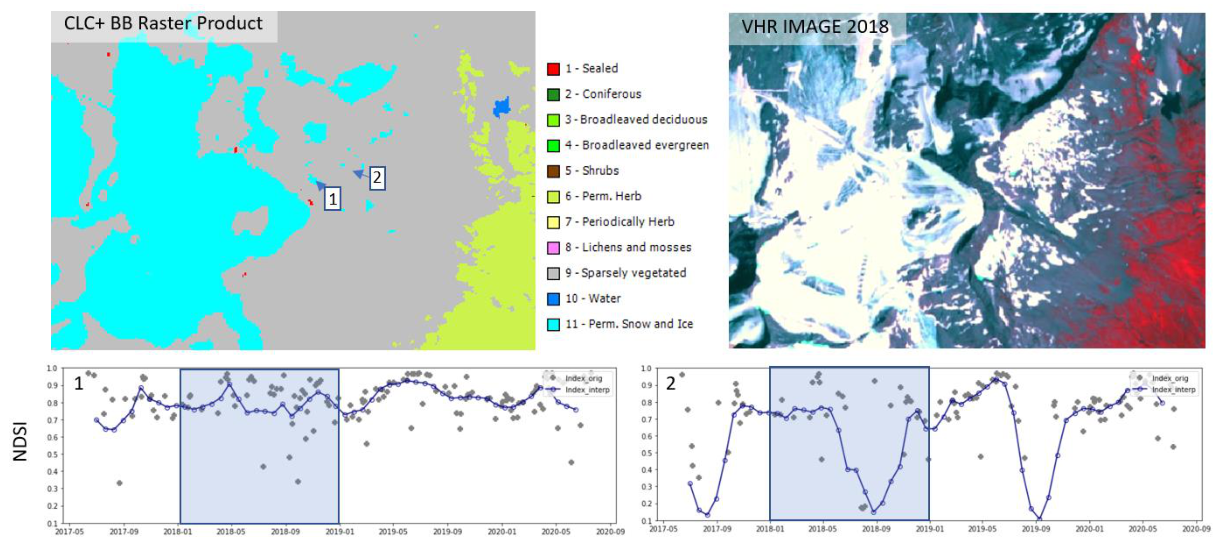 CLC+ BB Raster Product
VHR IMAGE 2018
1 - Sealed
2 - Coniferous
3 - Broadleaved deciduous
4 - Broadleaved evergreen
5 - Shrubs
6 - Perm. Herb
7 - Periodically Herb
8 - Lichens and mosses
9 - Sparsely vegetated
10 - Water
11 - Perm. Snow and Ice
1
2
NDSI
1
1.0
0.9
0.8
0.7
0.6
0.5
0.4
0.3
0.2
0.1
Index_orig
Index_interp
2017-05 2017-09 2018-01 2018-05 2018-09 2019-01 2019-05 2019-09 2020-01 2020-05 2020-09
2
1.0
0.9
0.8
0.7
0.6
0.5
0.4
0.3
0.2
0.1
Index_orig
Index_interp
2017-05 2017-09 2018-01 2018-05 2018-09 2019-01 2019-05 2019-09 2020-01 2020-05 2020-09